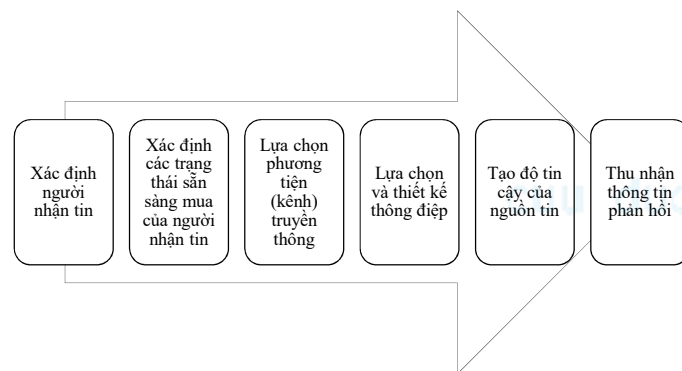 Xác định
người
nhận tin
Xác định
các trạng
thái sẵn
sàng mua
của người
nhận tin
Lựa chọn
phương
tiện
(kênh)
truyền
thông
Lựa chọn
và thiết kế
thông điệp
Tạo độ tin
cậy của
nguồn tin
Thu nhận
thông tin
phản hồi